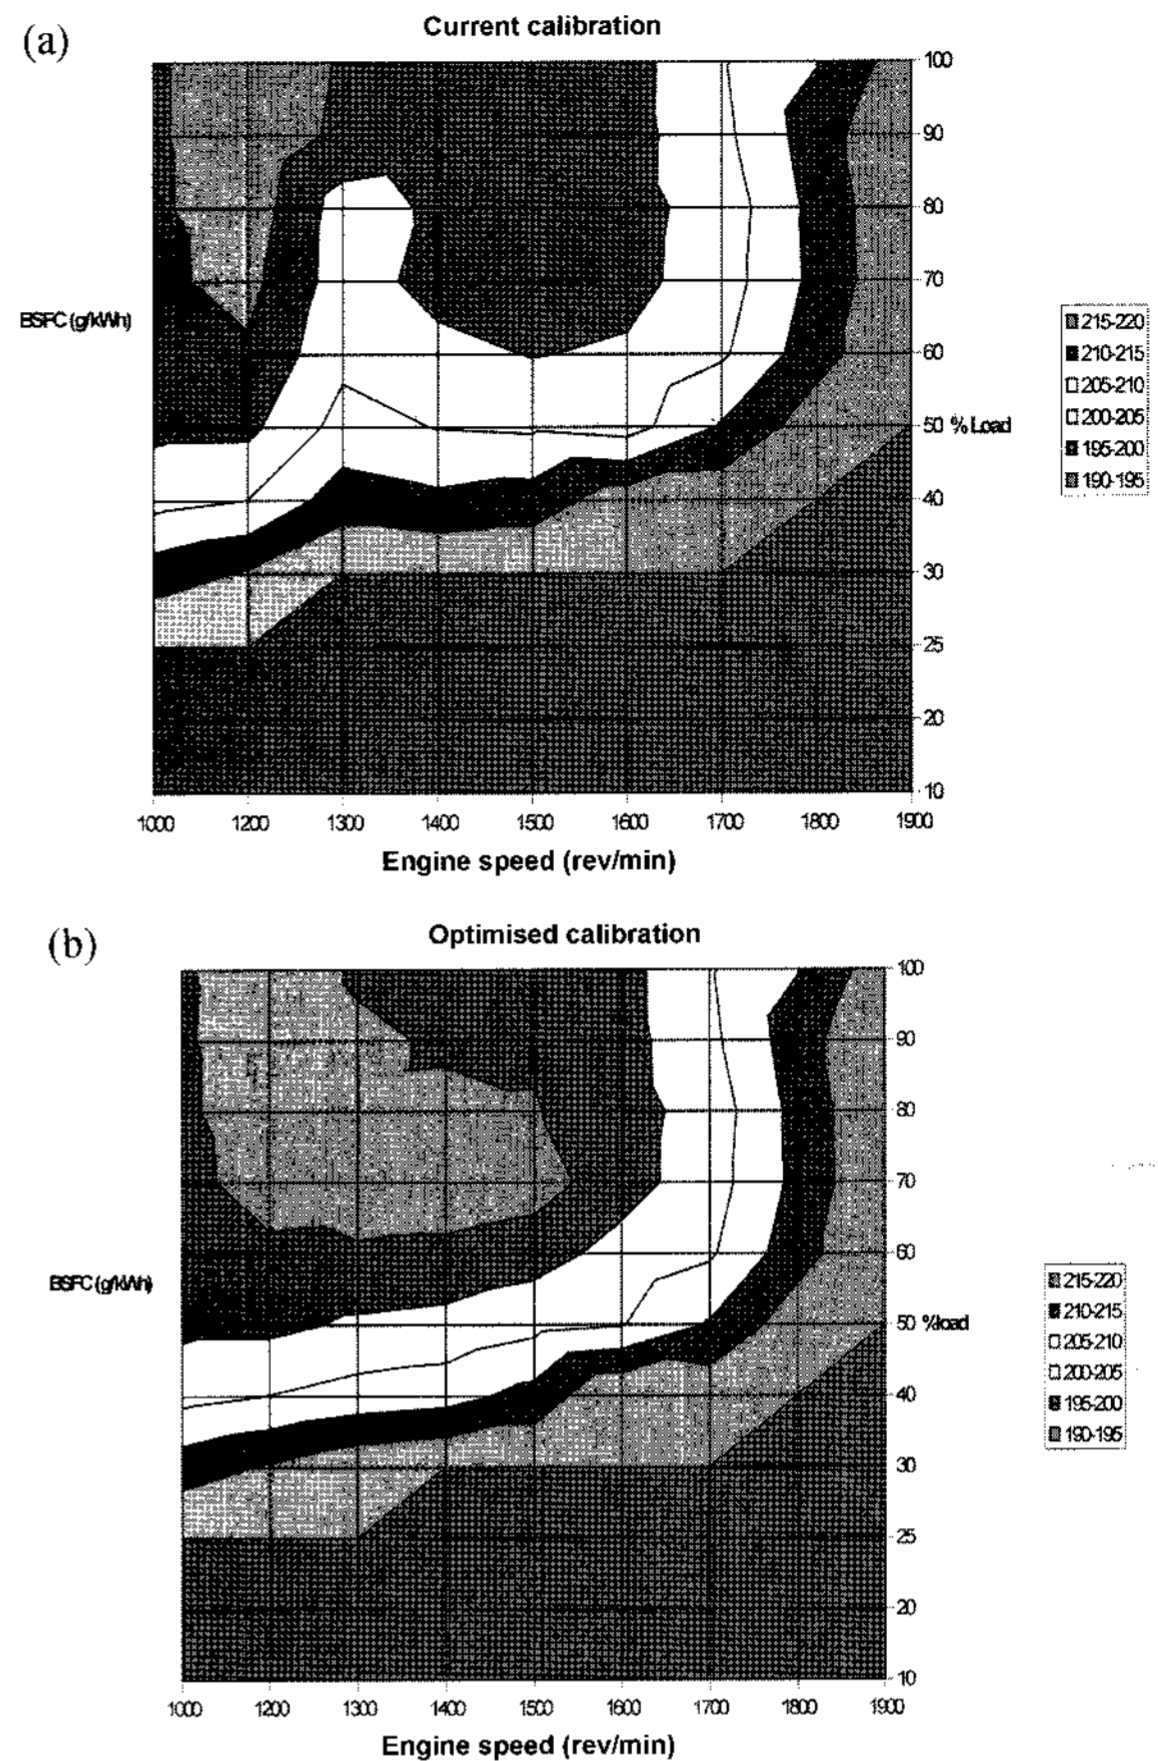 (a)
Current calibration
100
90
80
70
BSFC (g/kWh)
215-220
210-215
60
205-210
200-205
50 % Load
195-200
190-195
40
30
25
20
10
1000 1200 1300 1400 1500 1600 1700 1800 1900
Engine speed (rev/min)
(b)
Optimised calibration
100
90
80
70
60
BSFC (g/kWh)
215-220
210-215
50 %load
205-210
200-205
195-200
190-195
40
30
25
20
10
1000 1200 1300 1400 1500 1600 1700 1800 1900
Engine speed (rev/min)